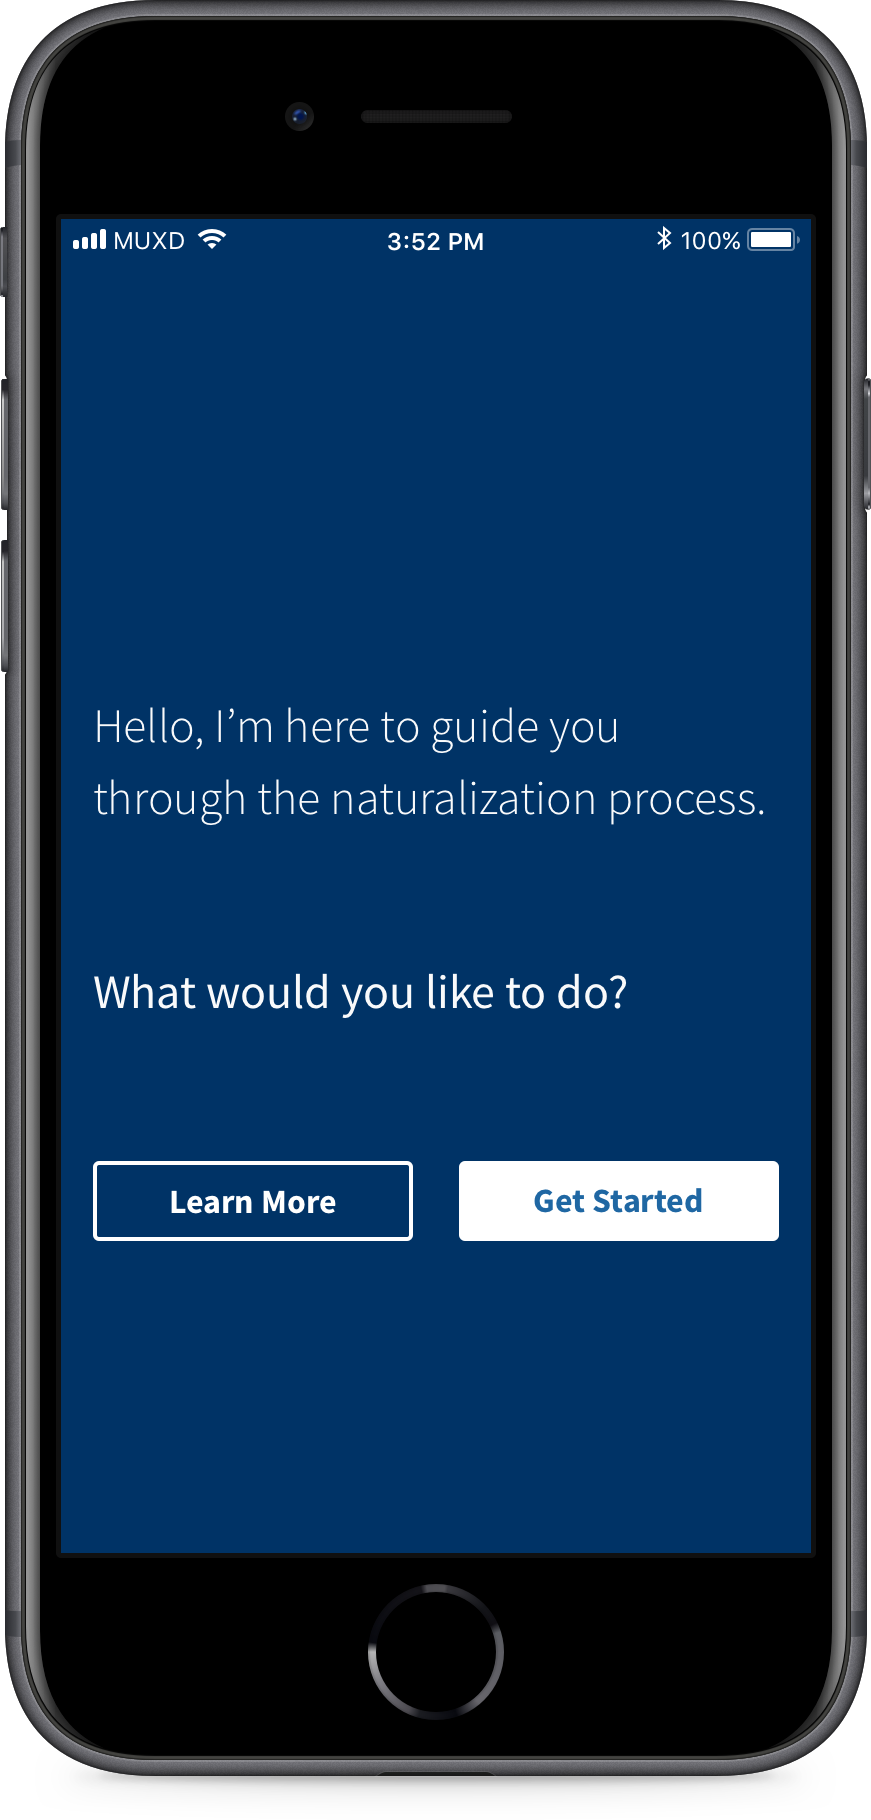 MUXD 3:52 PM 100%
Hello, I’m here to guide you
through the naturalization process.
What would you like to do?
Learn More Get Started